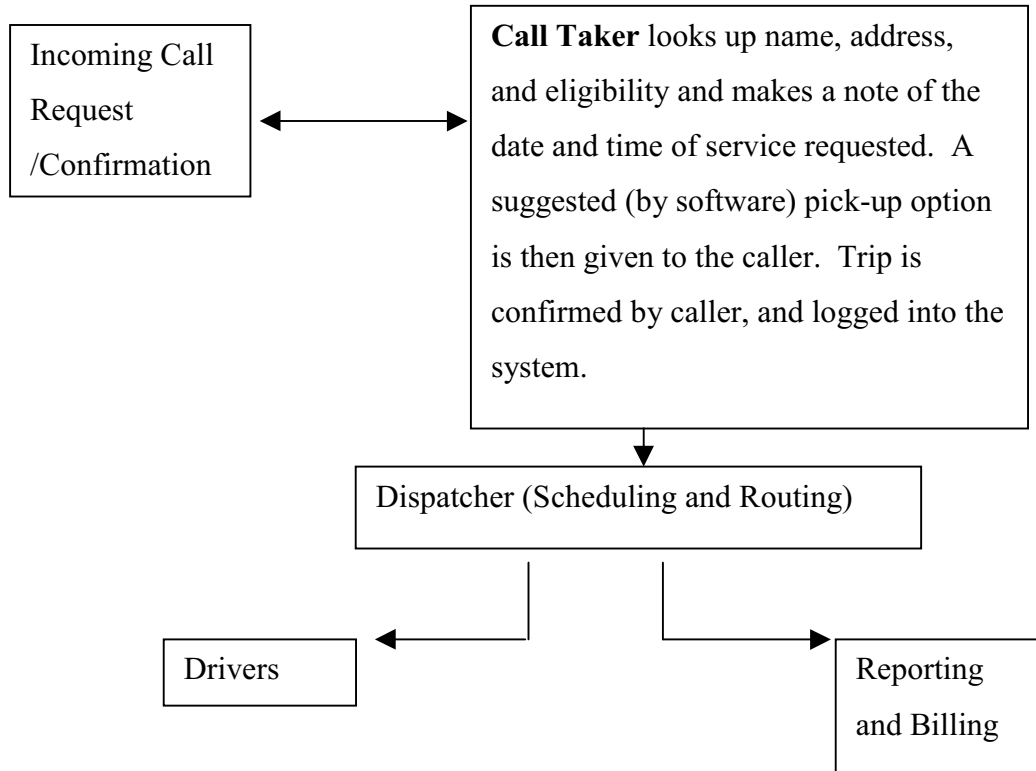 Incoming Call
Request
/Confirmation
Call Taker looks up name, address,
and eligibility and makes a note of the
date and time of service requested.  A
suggested (by software) pick-up option
is then given to the caller.  Trip is
confirmed by caller, and logged into the
system.
Dispatcher (Scheduling and Routing)
Drivers
Reporting
and Billing